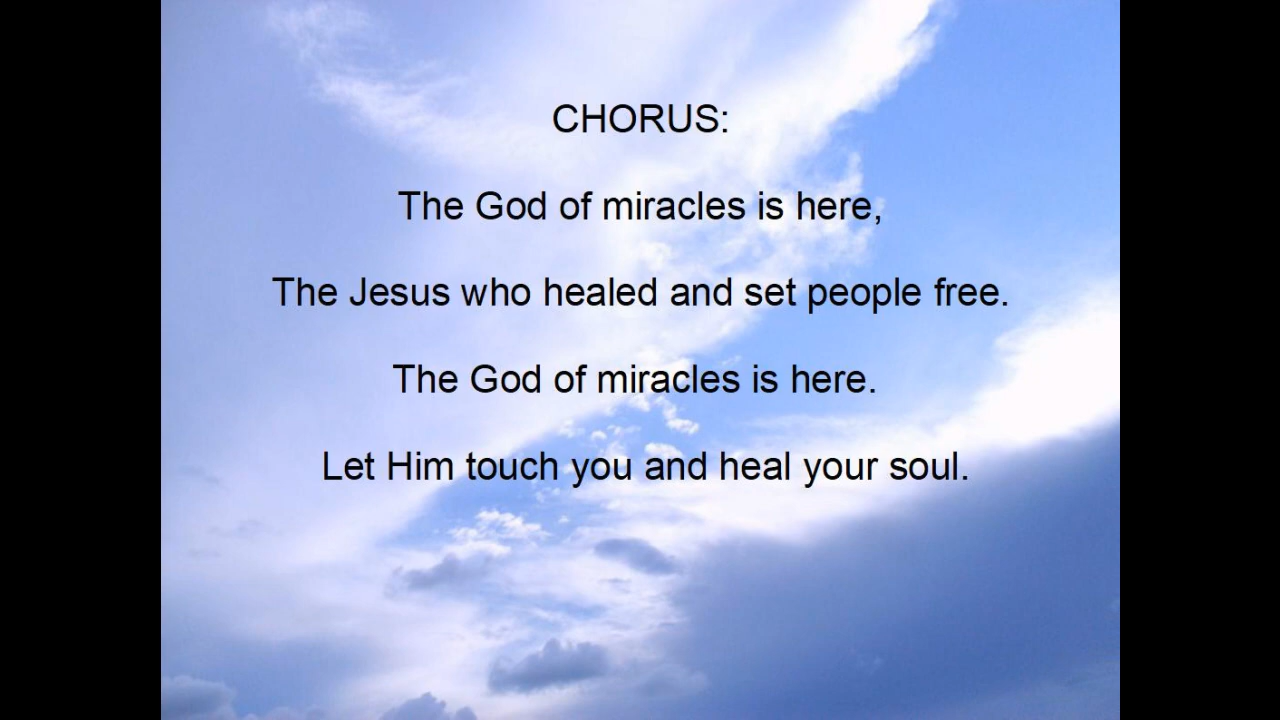 CHORUS:
The God of miracles is here,
The Jesus who healed and set people free.
The God of miracles is here.
Let Him touch you and heal your soul.